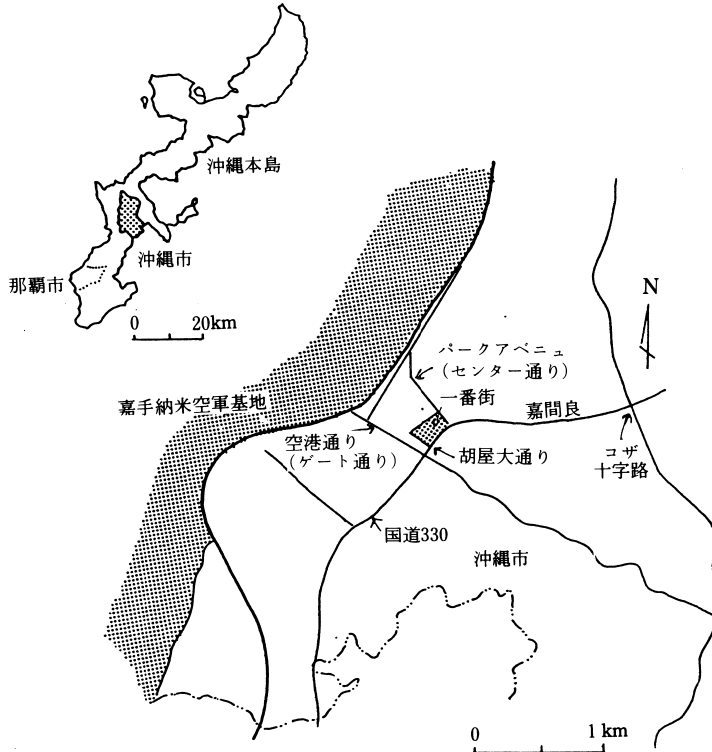 沖縄本島
沖縄市
那覇市
0 20km
N
パークアベニュ
(センター通り)
一番街
嘉手納米空軍基地
嘉間良
空港通り
(ゲート通り)
胡屋大通り
コザ
十字路
国道330
沖縄市
0 1 km